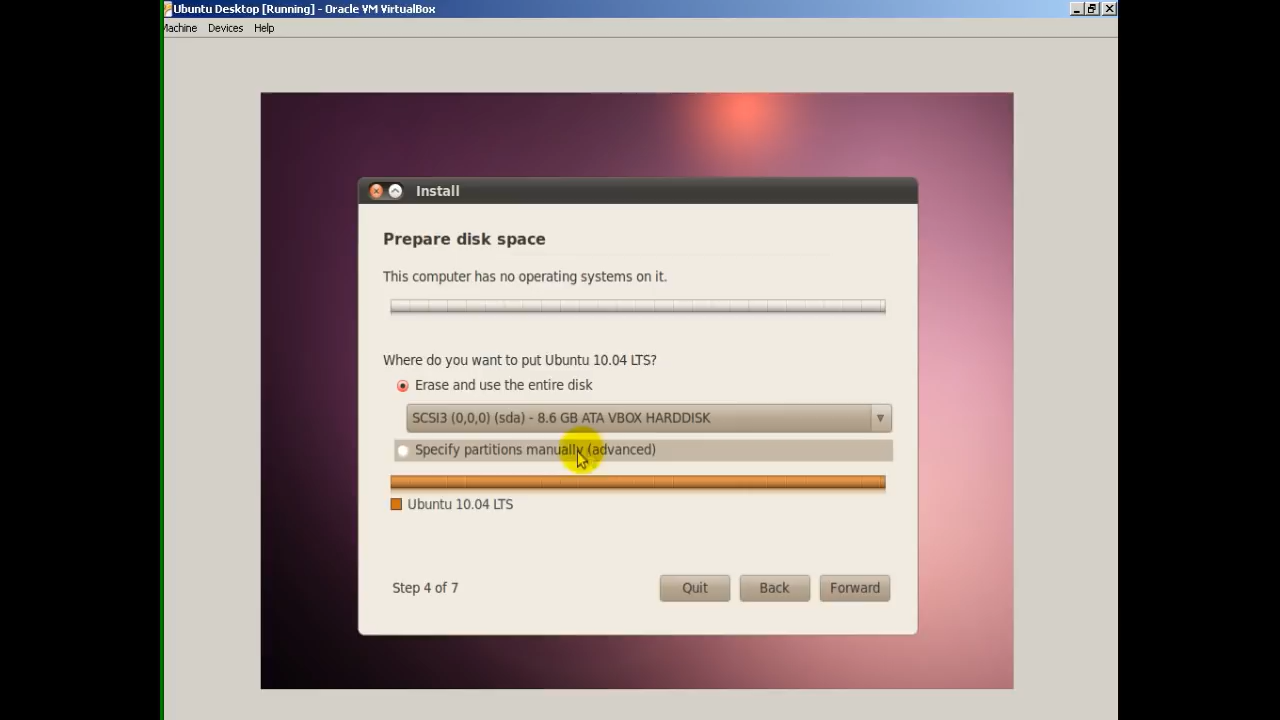 Ubuntu Desktop [Running] - Oracle VM VirtualBox
Machine Devices Help
Install
Prepare disk space
This computer has no operating systems on it.
Where do you want to put Ubuntu 10.04 LTS?
Erase and use the entire disk
SCSI3 (0,0,0) (sda) - 8.6 GB ATA VBOX HARDDISK
Specify partitions manually (advanced)
Ubuntu 10.04 LTS
Step 4 of 7
Quit Back Forward